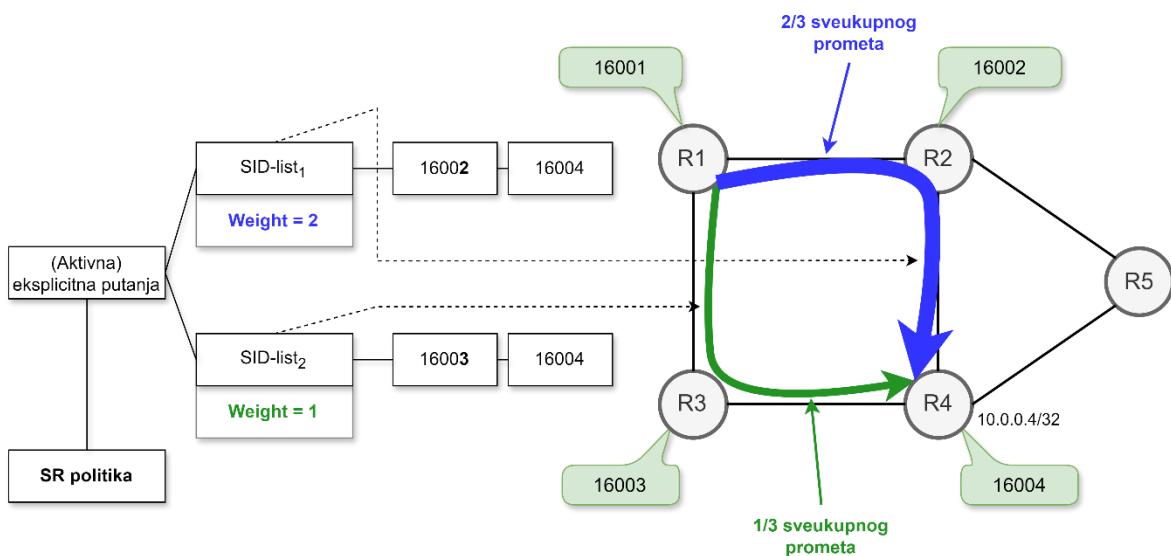 2/3 sveukupnog
prometa
16001
16002
R1
R2
SID-list₁
16002
16004
Weight = 2
(Aktivna)
eksplicitna putanja
R5
SID-list₂
16003
16004
Weight = 1
R3
R4
10.0.0.4/32
SR politika
16003
16004
1/3 sveukupnog
prometa